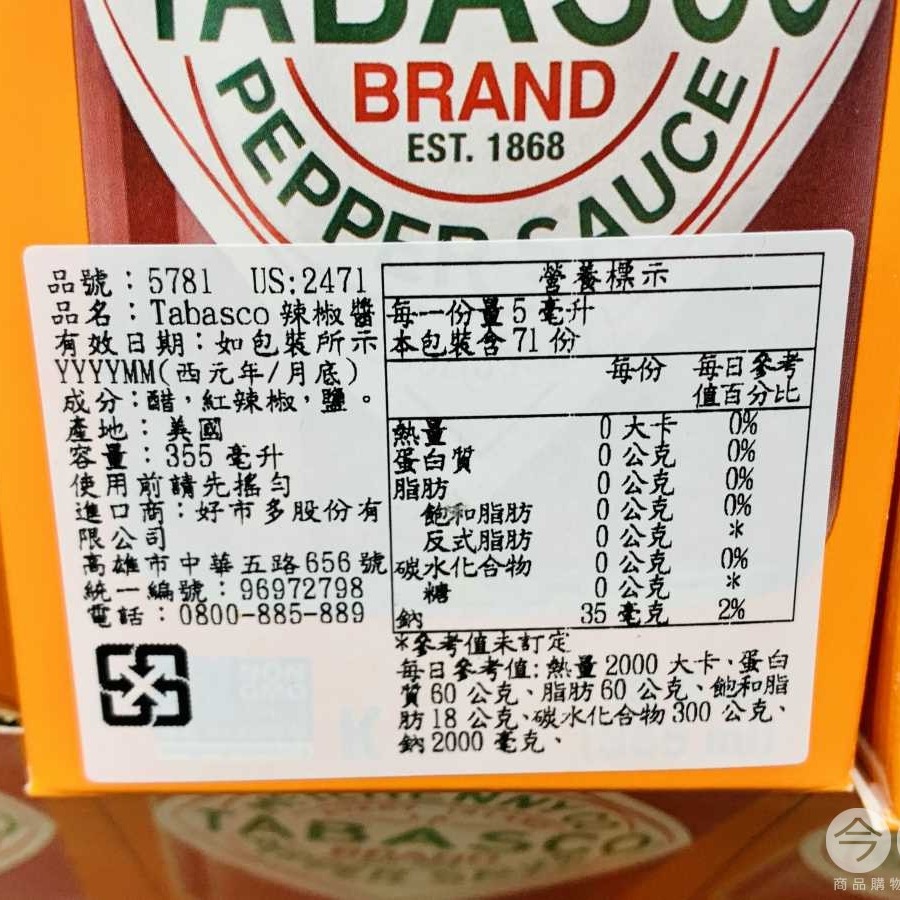 TABASCO
BRAND
EST. 1868
PEPPER SAUCE
品號：5781 US:2471
品名：Tabasco 辣椒醬
有效日期：如包裝所示
YYYYMM(西元年/月底)
成分：醋，紅辣椒，鹽。
產地：美國
容量：355 毫升
使用前請先搖勻
進口商：好市多股份有
限公司
高雄市中華五路656號
統一編號：96972798
電話：0800-885-889
營養標示
每一份量 5 毫升
本包裝含 71 份
每份 每日參考
值百分比
熱量 0 大卡 0%
蛋白質 0 公克 0%
脂肪 0 公克 0%
飽和脂肪 0 公克 0%
反式脂肪 0 公克 *
碳水化合物 0 公克 0%
糖 0 公克 *
鈉 35 毫克 2%
*參考值未訂定
每日參考值:熱量 2000 大卡、蛋白
質 60 公克、脂肪 60 公克、飽和脂
肪 18 公克、碳水化合物 300 公克、
鈉 2000 毫克、
TABASCO
今
商品購物